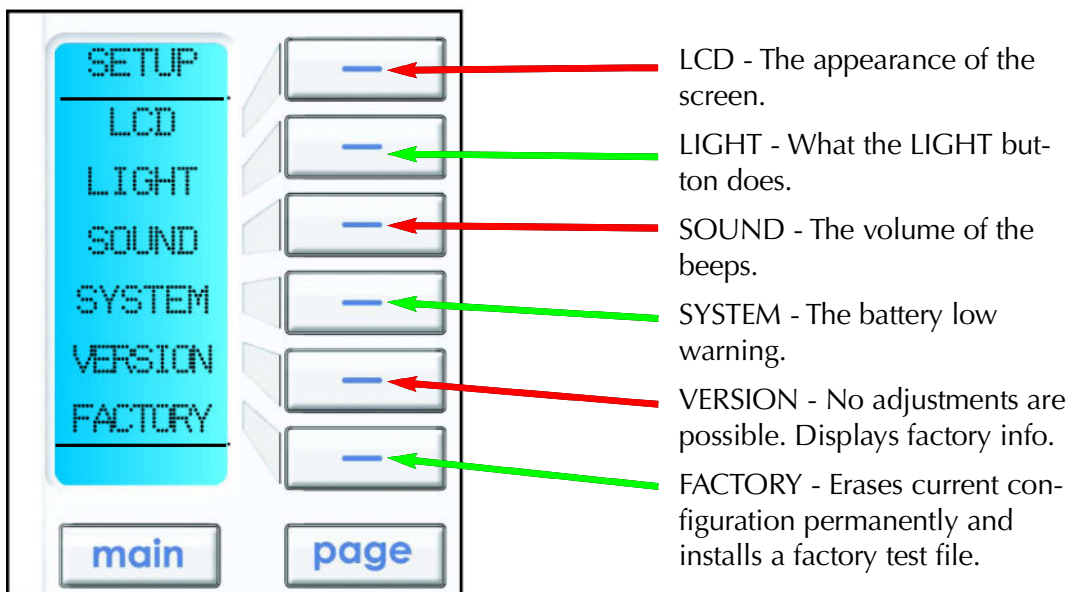 SETUP
LCD
LIGHT
SOUND
SYSTEM
VERSION
FACTORY
main
page
LCD - The appearance of the
screen.
LIGHT - What the LIGHT but-
ton does.
SOUND - The volume of the
beeps.
SYSTEM - The battery low
warning.
VERSION - No adjustments are
possible. Displays factory info.
FACTORY - Erases current con-
figuration permanently and
installs a factory test file.